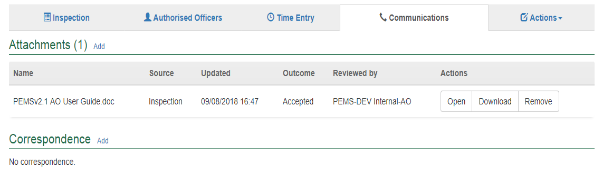 Inspection Authorised Officers Time Entry Communications Actions
Attachments (1) Add
Name Source Updated Outcome Reviewed by Actions
PEMSv2 1 AO User Guide.doc Inspection 09/08/2018 16:47 Accepted PEMS-DEV Internal-AO Open Download Remove
Correspondence Add
No correspondence.